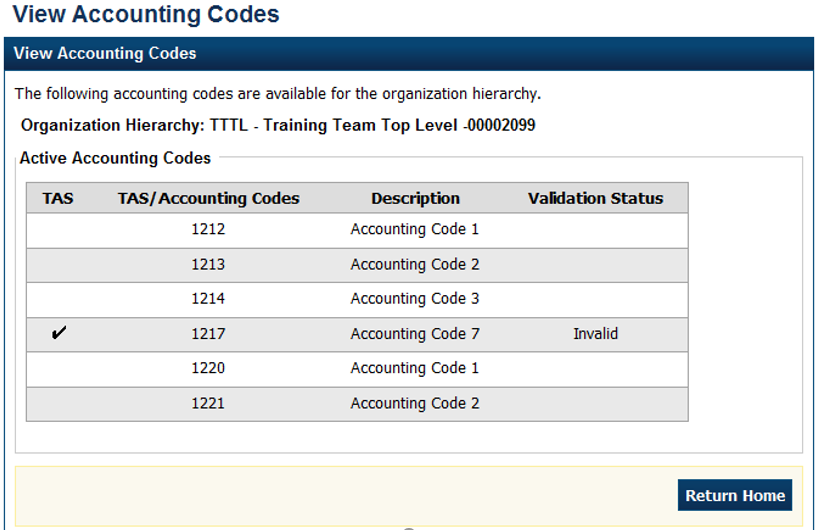 View Accounting Codes
View Accounting Codes
The following accounting codes are available for the organization hierarchy.
Organization Hierarchy: TTTL - Training Team Top Level -00002099
Active Accounting Codes
TAS TAS/Accounting Codes Description Validation Status
1212 Accounting Code 1
1213 Accounting Code 2
1214 Accounting Code 3
✔ 1217 Accounting Code 7 Invalid
1220 Accounting Code 1
1221 Accounting Code 2
Return Home